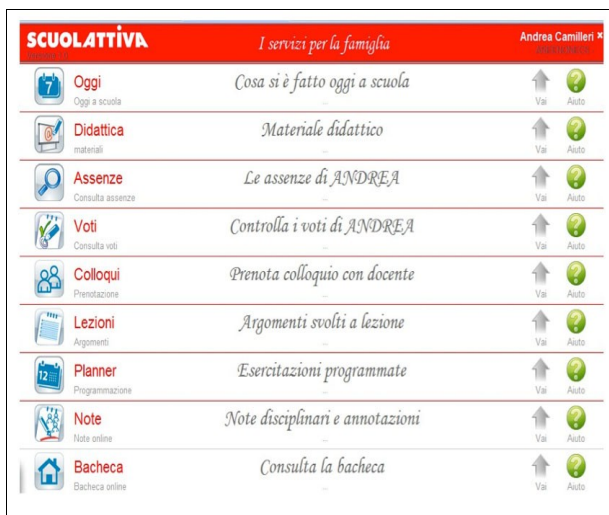 SCUOLATTIVA
I servizi per la famiglia
Andrea Camilleri ×
Oggi
Oggi a scuola
Cosa si è fatto oggi a scuola
...
Vai
Aiuto
Didattica
materiali
Materiale didattico
...
Vai
Aiuto
Assenze
Consulta assenze
Le assenze di ANDREA
...
Vai
Aiuto
Voti
Consulta voti
Controlla i voti di ANDREA
...
Vai
Aiuto
Colloqui
Prenotazione
Prenota colloquio con docente
...
Vai
Aiuto
Lezioni
Argomenti
Argomenti svolti a lezione
...
Vai
Aiuto
Planner
Programmazione
Esercitazioni programmate
...
Vai
Aiuto
Note
Note online
Note disciplinari e annotazioni
...
Vai
Aiuto
Bacheca
Bacheca online
Consulta la bacheca
...
Vai
Aiuto